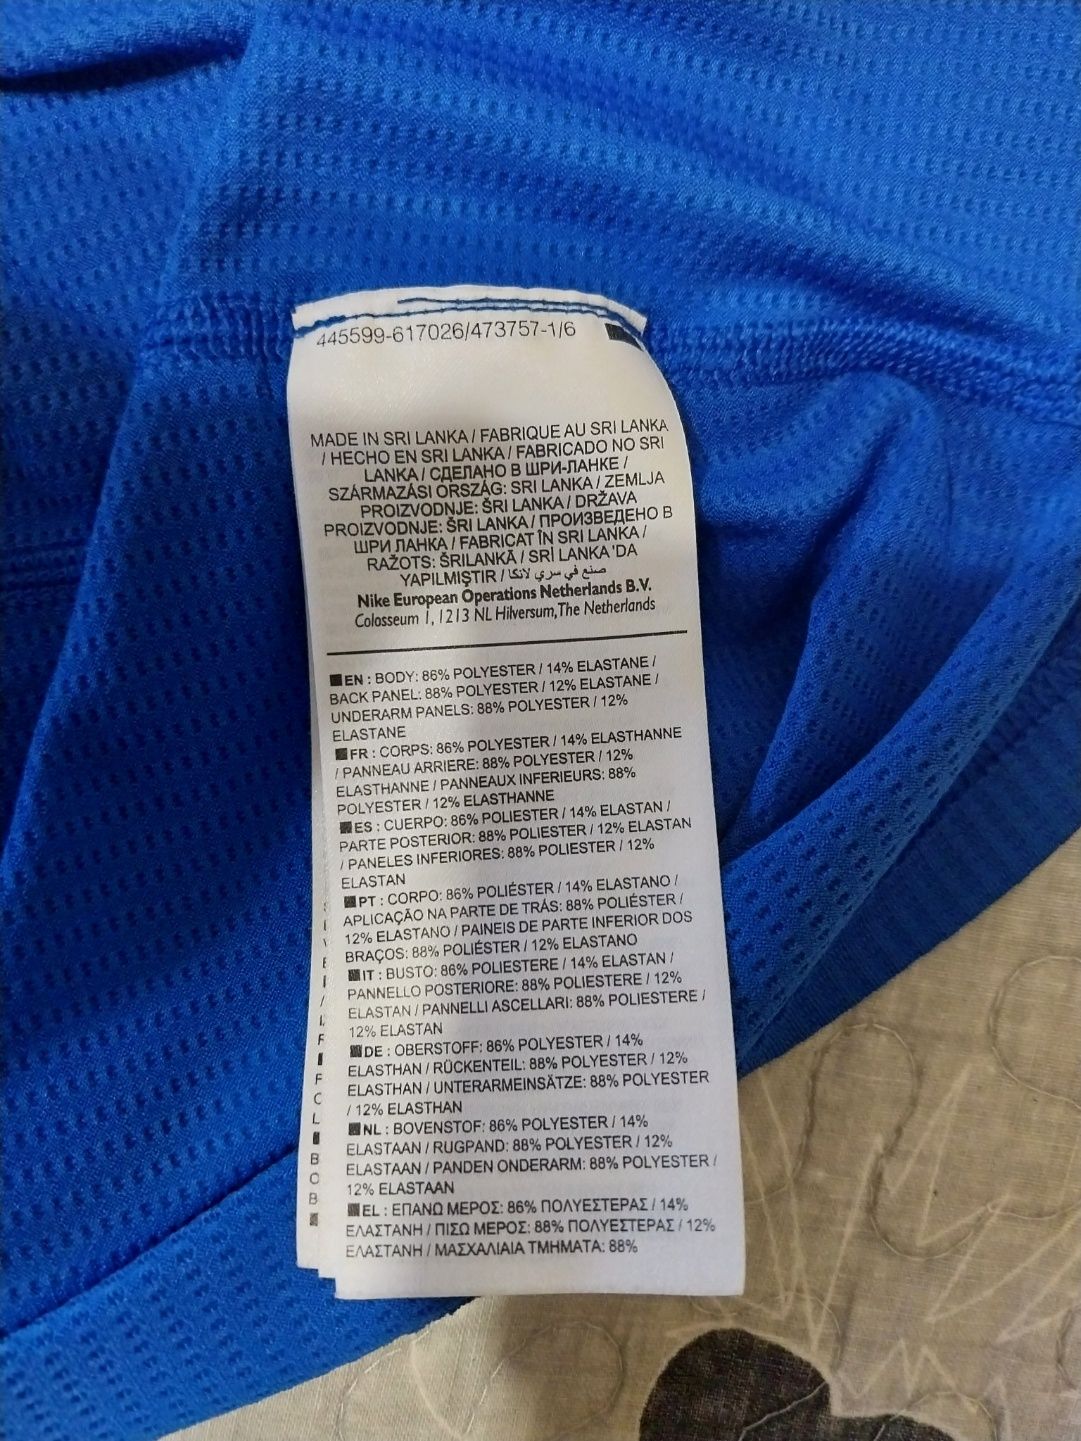 445599-617026/473757-1/6
MADE IN SRI LANKA / FABRIQUE AU SRI LANKA
/ HECHO EN SRI LANKA / FABRICADO NO SRI
LANKA / СДЕЛАНО В ШРИ-ЛАНКЕ /
SZÁRMAZÁSI ORSZÁG: SRI LANKA / ZEMLJA
PROIZVODNJE: ŠRI LANKA / DRŽAVA
PROIZVODNJE: ŠRI LANKA / ПРОИЗВЕДЕНО В
ШРИ ЛАНКА / FABRICAT ÎN SRI LANKA /
RAŽOTS: ŠRILANKĀ / SRİ LANKA 'DA
YAPILMIŞTIR / صنع في سري لانكا
Nike European Operations Netherlands B.V.
Colosseum 1, 1213 NL Hilversum, The Netherlands
EN : BODY: 86% POLYESTER / 14% ELASTANE /
BACK PANEL: 88% POLYESTER / 12% ELASTANE /
UNDERARM PANELS: 88% POLYESTER / 12%
ELASTANE
FR : CORPS: 86% POLYESTER / 14% ELASTHANNE
/ PANNEAU ARRIERE: 88% POLYESTER / 12%
ELASTHANNE / PANNEAUX INFERIEURS: 88%
POLYESTER / 12% ELASTHANNE
ES : CUERPO: 86% POLIESTER / 14% ELASTAN /
PARTE POSTERIOR: 88% POLIESTER / 12% ELASTAN
/ PANELES INFERIORES: 88% POLIESTER / 12%
ELASTAN
PT : CORPO: 86% POLIÉSTER / 14% ELASTANO /
APLICAÇÃO NA PARTE DE TRÁS: 88% POLIÉSTER /
12% ELASTANO / PAINEIS DE PARTE INFERIOR DOS
BRAÇOS: 88% POLIÉSTER / 12% ELASTANO
IT : BUSTO: 86% POLIESTERE / 14% ELASTAN /
PANNELLO POSTERIORE: 88% POLIESTERE / 12%
ELASTAN / PANNELLI ASCELLARI: 88% POLIESTERE /
12% ELASTAN
DE : OBERSTOFF: 86% POLYESTER / 14%
ELASTHAN / RÜCKENTEIL: 88% POLYESTER / 12%
ELASTHAN / UNTERARMEINSÄTZE: 88% POLYESTER
/ 12% ELASTHAN
NL : BOVENSTOF: 86% POLYESTER / 14%
ELASTAAN / RUGPAND: 88% POLYESTER / 12%
ELASTAAN / PANDEN ONDERARM: 88% POLYESTER /
12% ELASTAAN
EL : ΕΠΑΝΩ ΜΕΡΟΣ: 86% ΠΟΛΥΕΣΤΕΡΑΣ / 14%
ΕΛΑΣΤΑΝΗ / ΠΙΣΩ ΜΕΡΟΣ: 88% ΠΟΛΥΕΣΤΕΡΑΣ / 12%
ΕΛΑΣΤΑΝΗ / ΜΑΣΧΑΛΙΑΙΑ ΤΜΗΜΑΤΑ: 88%